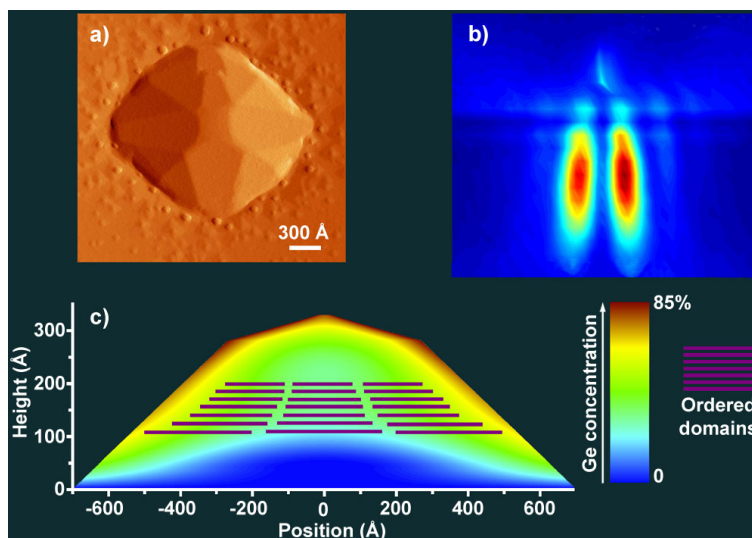 a)
300 Å
b)
c)
Height (Å)
300
200
100
0
-600
-400
-200
0
200
400
600
Position (Å)
Ge concentration
85%
0
Ordered
domains